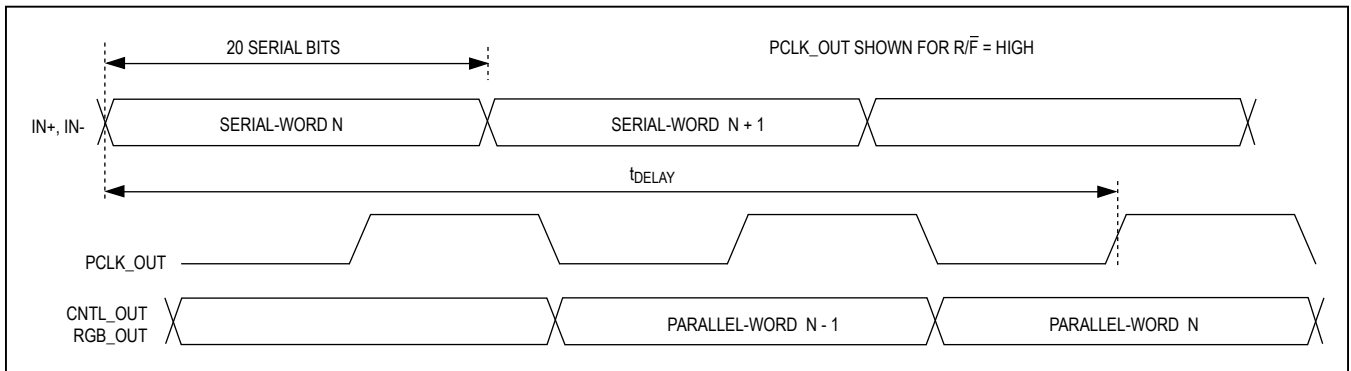 20 SERIAL BITS
PCLK_OUT SHOWN FOR R/F̅ = HIGH
IN+, IN-
SERIAL-WORD N
SERIAL-WORD N + 1
tDELAY
PCLK_OUT
CNTL_OUT
RGB_OUT
PARALLEL-WORD N - 1
PARALLEL-WORD N